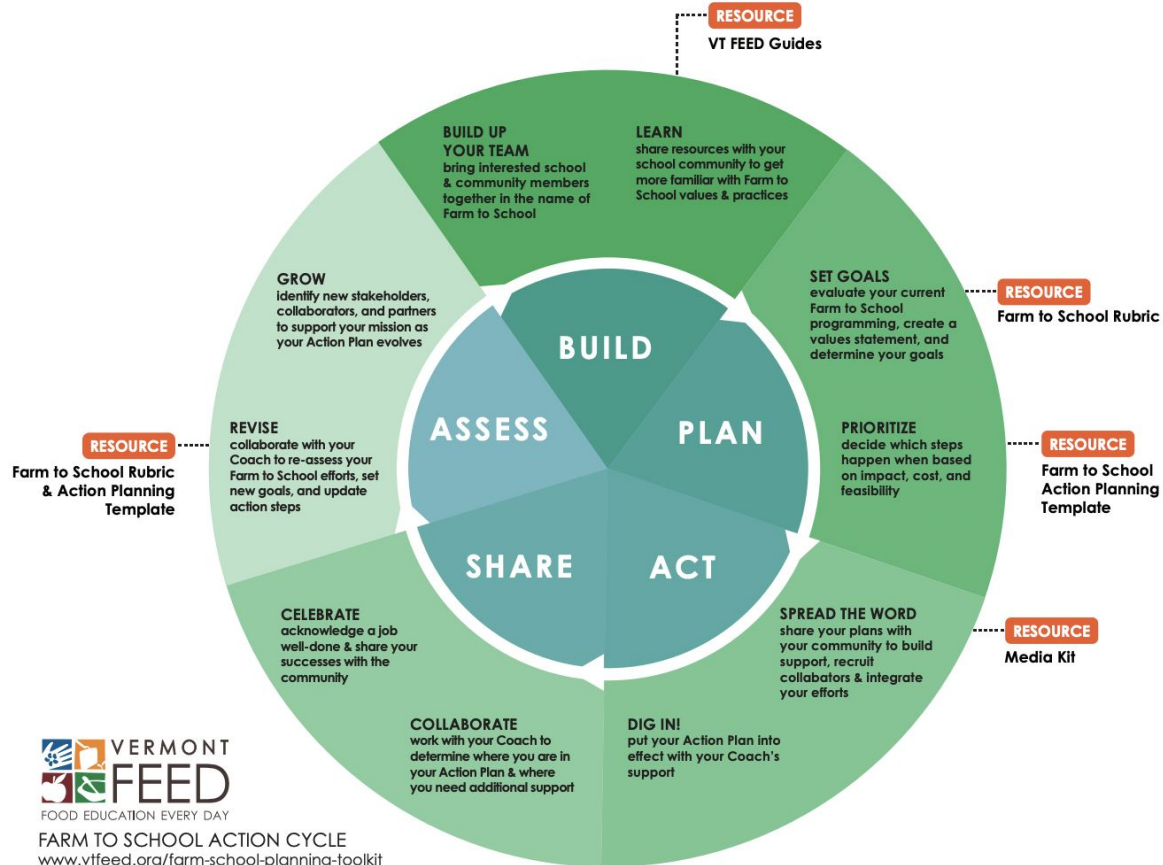 RESOURCE
VT FEED Guides
BUILD UP
YOUR TEAM
bring interested school
& community members
together in the name of
Farm to School
LEARN
share resources with your
school community to get
more familiar with Farm to
School values & practices
SET GOALS
evaluate your current
Farm to School
programming, create a
values statement, and
determine your goals
RESOURCE
Farm to School Rubric
PRIORITIZE
decide which steps
happen when based
on impact, cost, and
feasibility
RESOURCE
Farm to School
Action Planning
Template
SPREAD THE WORD
share your plans with
your community to build
support, recruit
collabators & integrate
your efforts
RESOURCE
Media Kit
DIG IN!
put your Action Plan into
effect with your Coach's
support
COLLABORATE
work with your Coach to
determine where you are in
your Action Plan & where
you need additional support
CELEBRATE
acknowledge a job
well-done & share your
successes with the
community
REVISE
collaborate with your
Coach to re-assess your
Farm to School efforts, set
new goals, and update
action steps
RESOURCE
Farm to School Rubric
& Action Planning
Template
GROW
identify new stakeholders,
collaborators, and partners
to support your mission as
your Action Plan evolves
BUILD
PLAN
ACT
SHARE
ASSESS
VERMONT
FEED
FOOD EDUCATION EVERY DAY
FARM TO SCHOOL ACTION CYCLE
www.vtfeed.org/farm-school-planning-toolkit